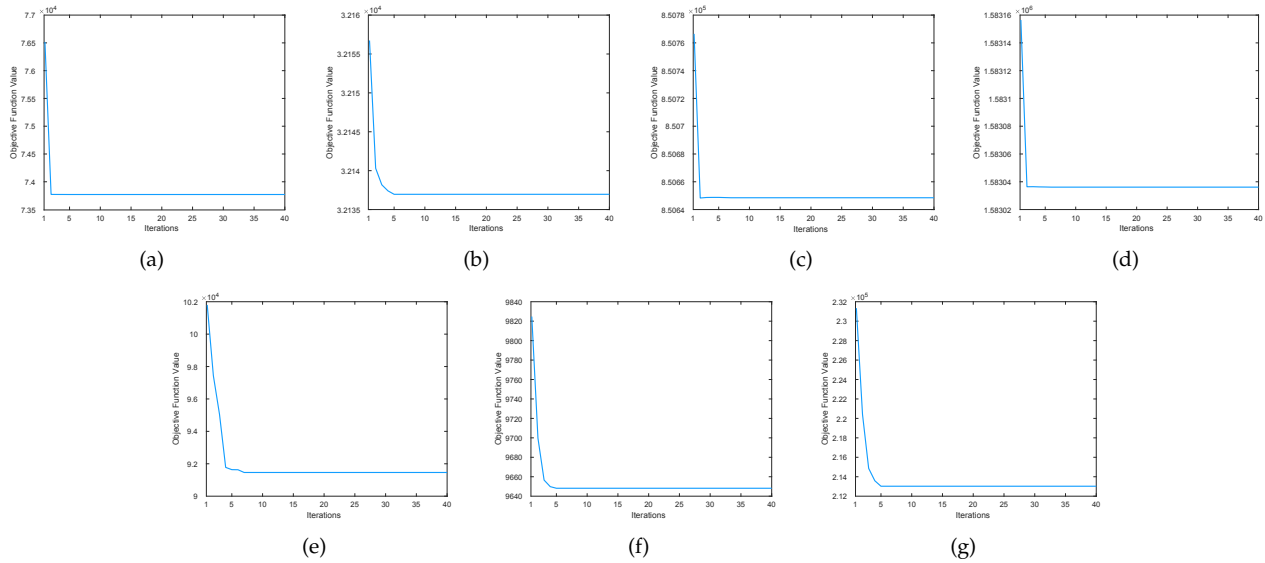 × 10⁴
7.7
7.65
7.6
7.55
7.5
7.45
7.4
7.35
Objective Function Value
1 5 10 15 20 25 30 35 40
Iterations
(a)
× 10⁴
3.216
3.2155
3.215
3.2145
3.214
3.2135
Objective Function Value
1 5 10 15 20 25 30 35 40
Iterations
(b)
× 10⁵
8.5078
8.5076
8.5074
8.5072
8.507
8.5068
8.5066
8.5064
Objective Function Value
1 5 10 15 20 25 30 35 40
Iterations
(c)
× 10⁶
1.58316
1.58314
1.58312
1.5831
1.58308
1.58306
1.58304
1.58302
Objective Function Value
1 5 10 15 20 25 30 35 40
Iterations
(d)
× 10⁴
10.2
10
9.8
9.6
9.4
9.2
9
Objective Function Value
1 5 10 15 20 25 30 35 40
Iterations
(e)
9840
9820
9800
9780
9760
9740
9720
9700
9680
9660
9640
Objective Function Value
1 5 10 15 20 25 30 35 40
Iterations
(f)
× 10⁵
2.32
2.3
2.28
2.26
2.24
2.22
2.2
2.18
2.16
2.14
2.12
Objective Function Value
1 5 10 15 20 25 30 35 40
Iterations
(g)